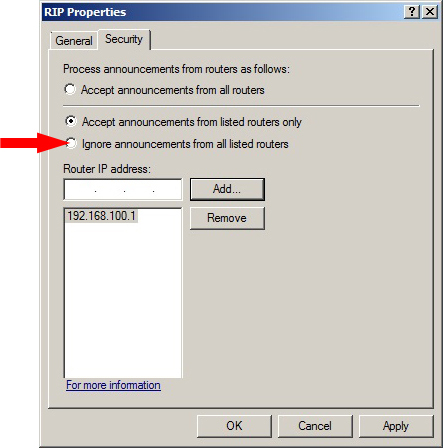 RIP Properties
General
Security
Process announcements from routers as follows:
Accept announcements from all routers
Accept announcements from listed routers only
Ignore announcements from all listed routers
Router IP address:
. . .
Add...
192.168.100.1
Remove
For more information
OK
Cancel
Apply